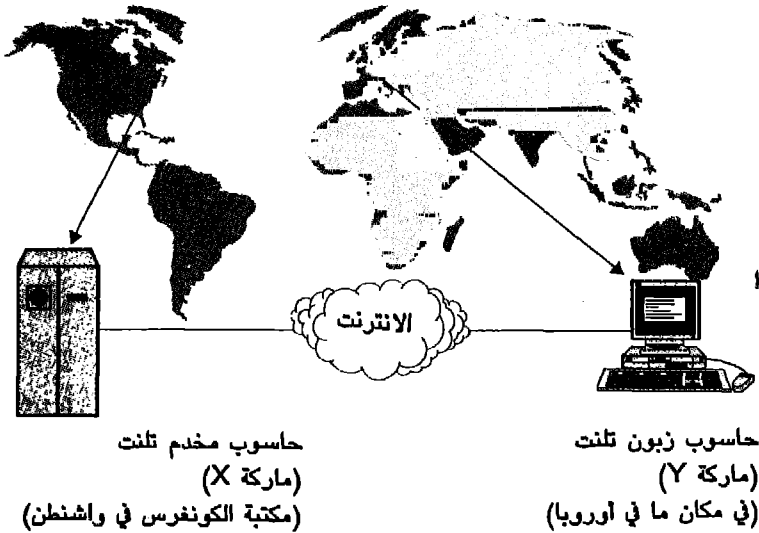 الانترنت
حاسوب زبون تلنت
(ماركة Y)
(في مكان ما في أوروبا)
حاسوب مخدم تلنت
(ماركة X)
(مكتبة الكونغرس في واشنطن)